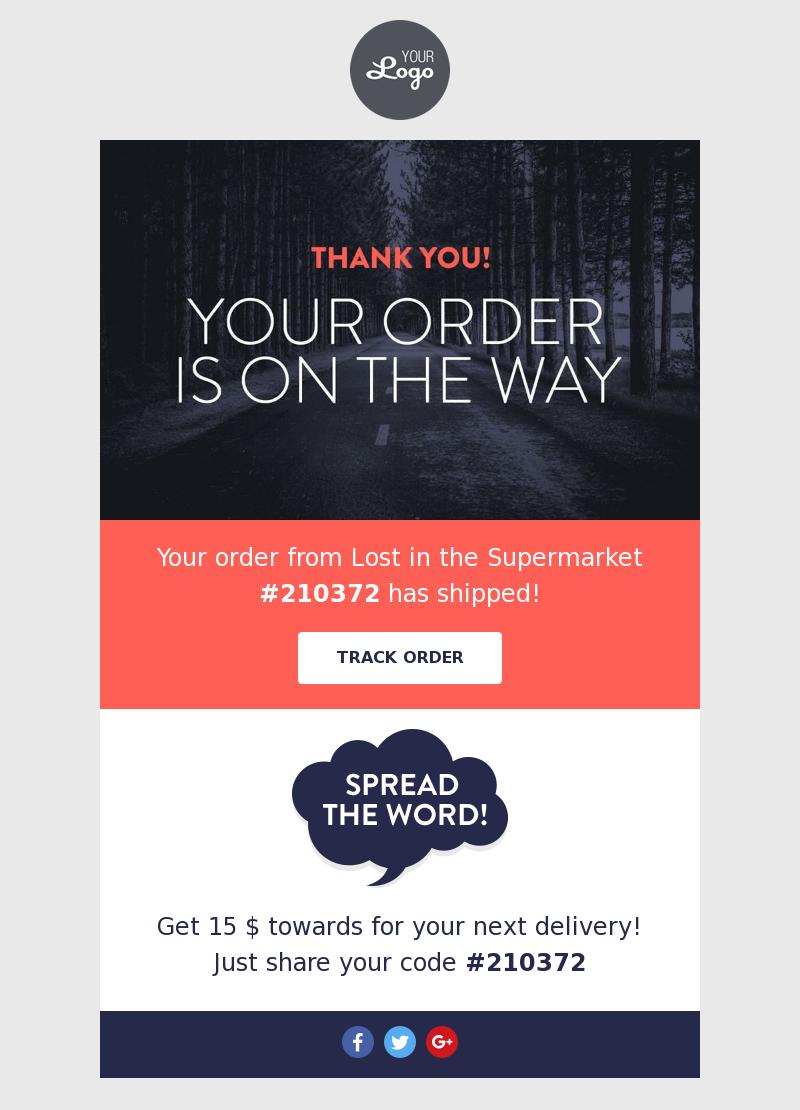 YOUR
Logo
THANK YOU!
YOUR ORDER
IS ON THE WAY
Your order from Lost in the Supermarket
#210372 has shipped!
TRACK ORDER
SPREAD
THE WORD!
Get 15 $ towards for your next delivery!
Just share your code #210372
f
G+